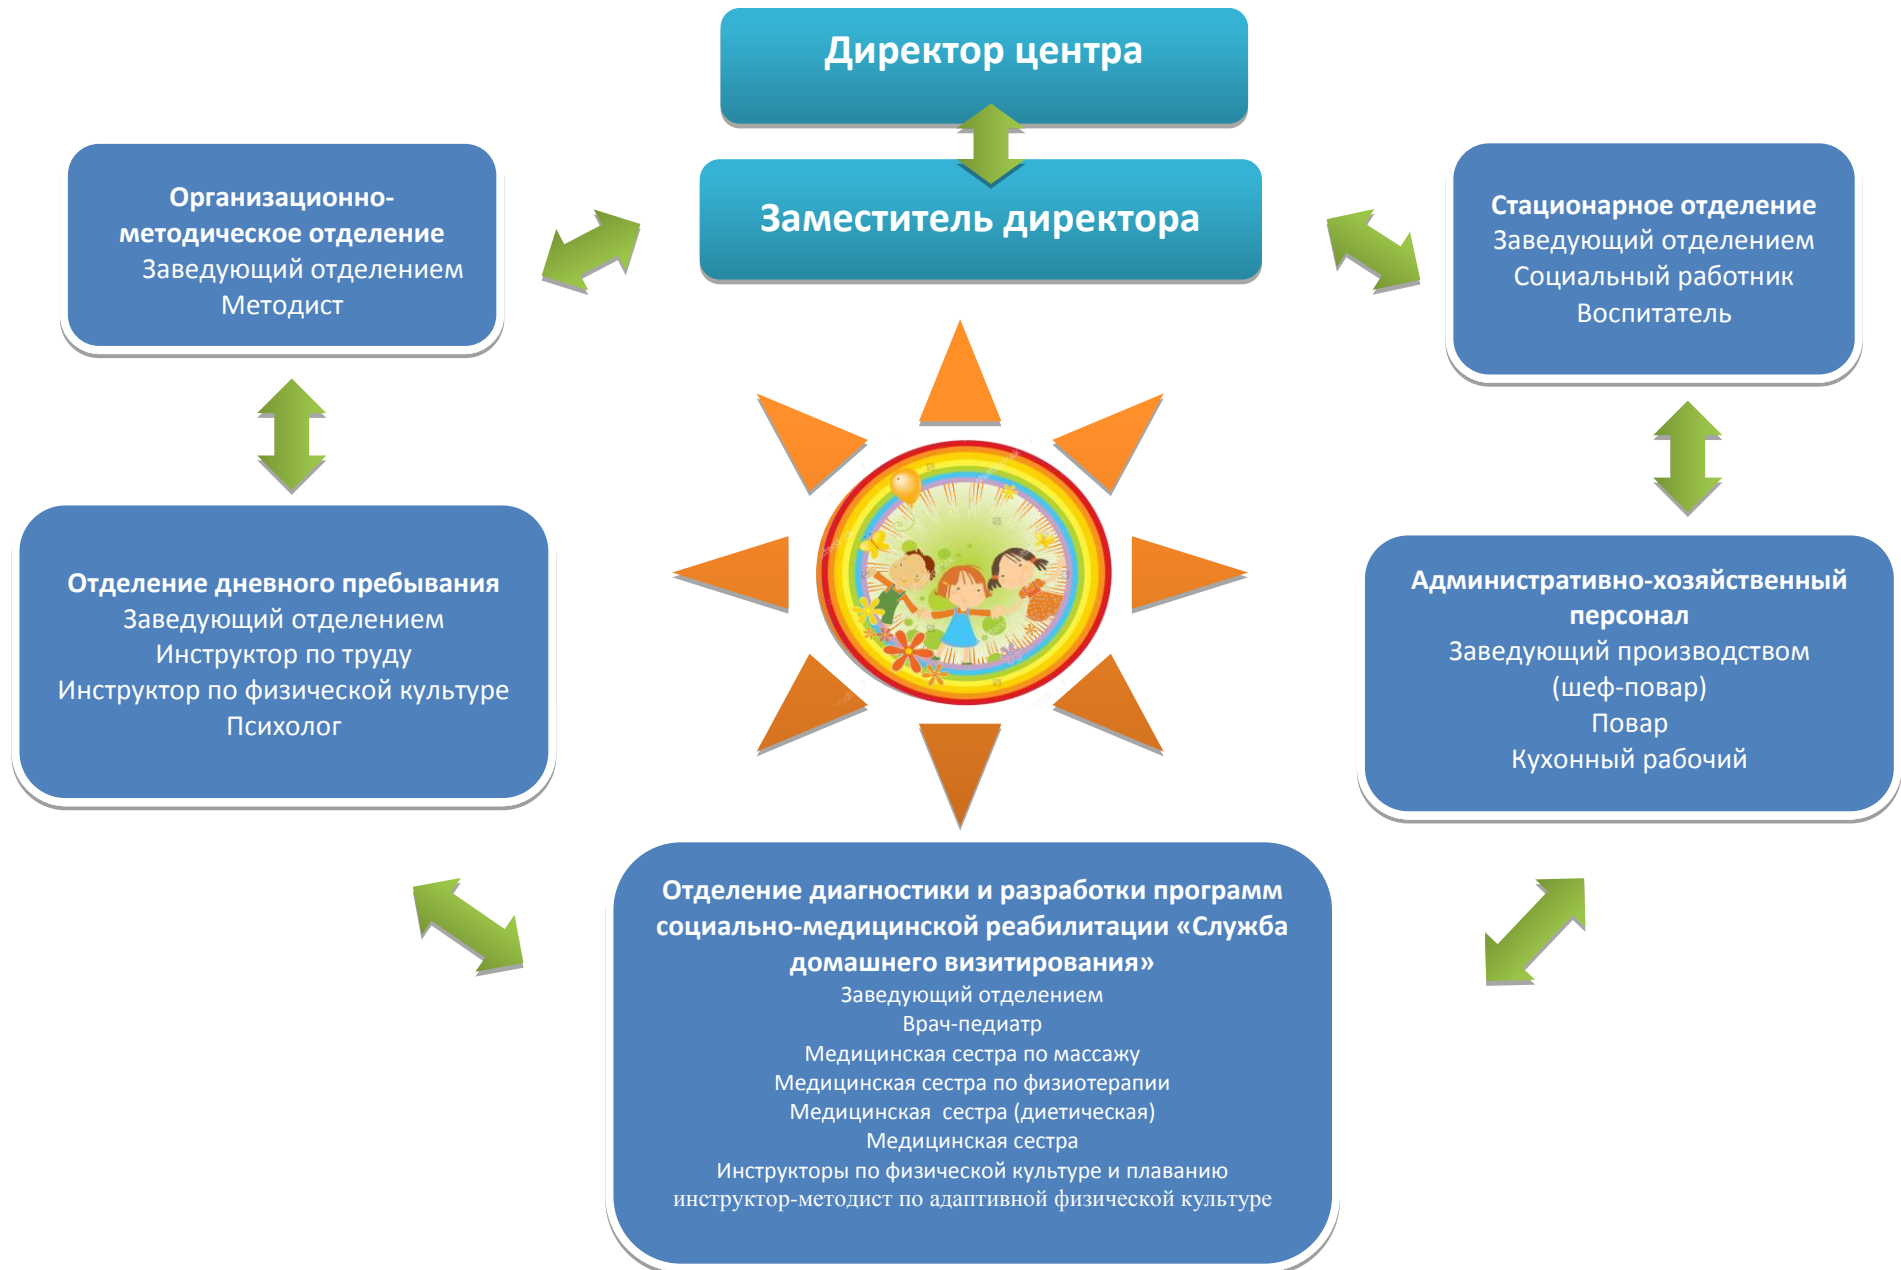 Директор центра
Заместитель директора
Организационно-
методическое отделение
Заведующий отделением
Методист
Стационарное отделение
Заведующий отделением
Социальный работник
Воспитатель
Отделение дневного пребывания
Заведующий отделением
Инструктор по труду
Инструктор по физической культуре
Психолог
Административно-хозяйственный
персонал
Заведующий производством
(шеф-повар)
Повар
Кухонный рабочий
Отделение диагностики и разработки программ
социально-медицинской реабилитации «Служба
домашнего визитирования»
Заведующий отделением
Врач-педиатр
Медицинская сестра по массажу
Медицинская сестра по физиотерапии
Медицинская  сестра (диетическая)
Медицинская сестра
Инструкторы по физической культуре и плаванию
инструктор-методист по адаптивной физической культуре